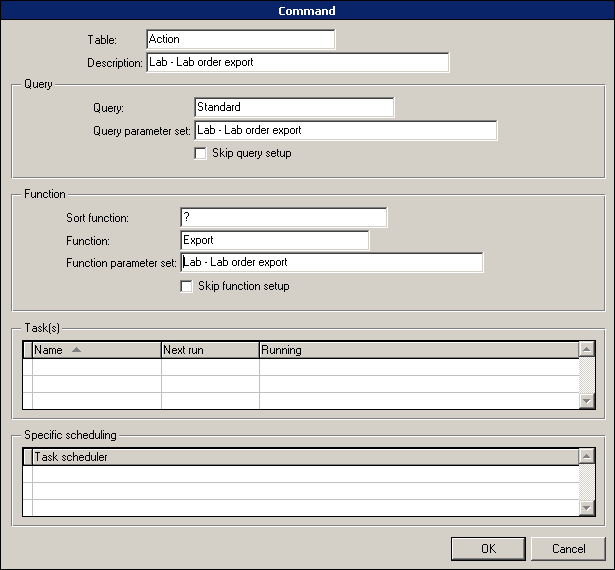 Command
Table: Action
Description: Lab - Lab order export
Query
Query: Standard
Query parameter set: Lab - Lab order export
Skip query setup
Function
Sort function: ?
Function: Export
Function parameter set: Lab - Lab order export
Skip function setup
Task(s)
Name Next run Running
Specific scheduling
Task scheduler
OK Cancel